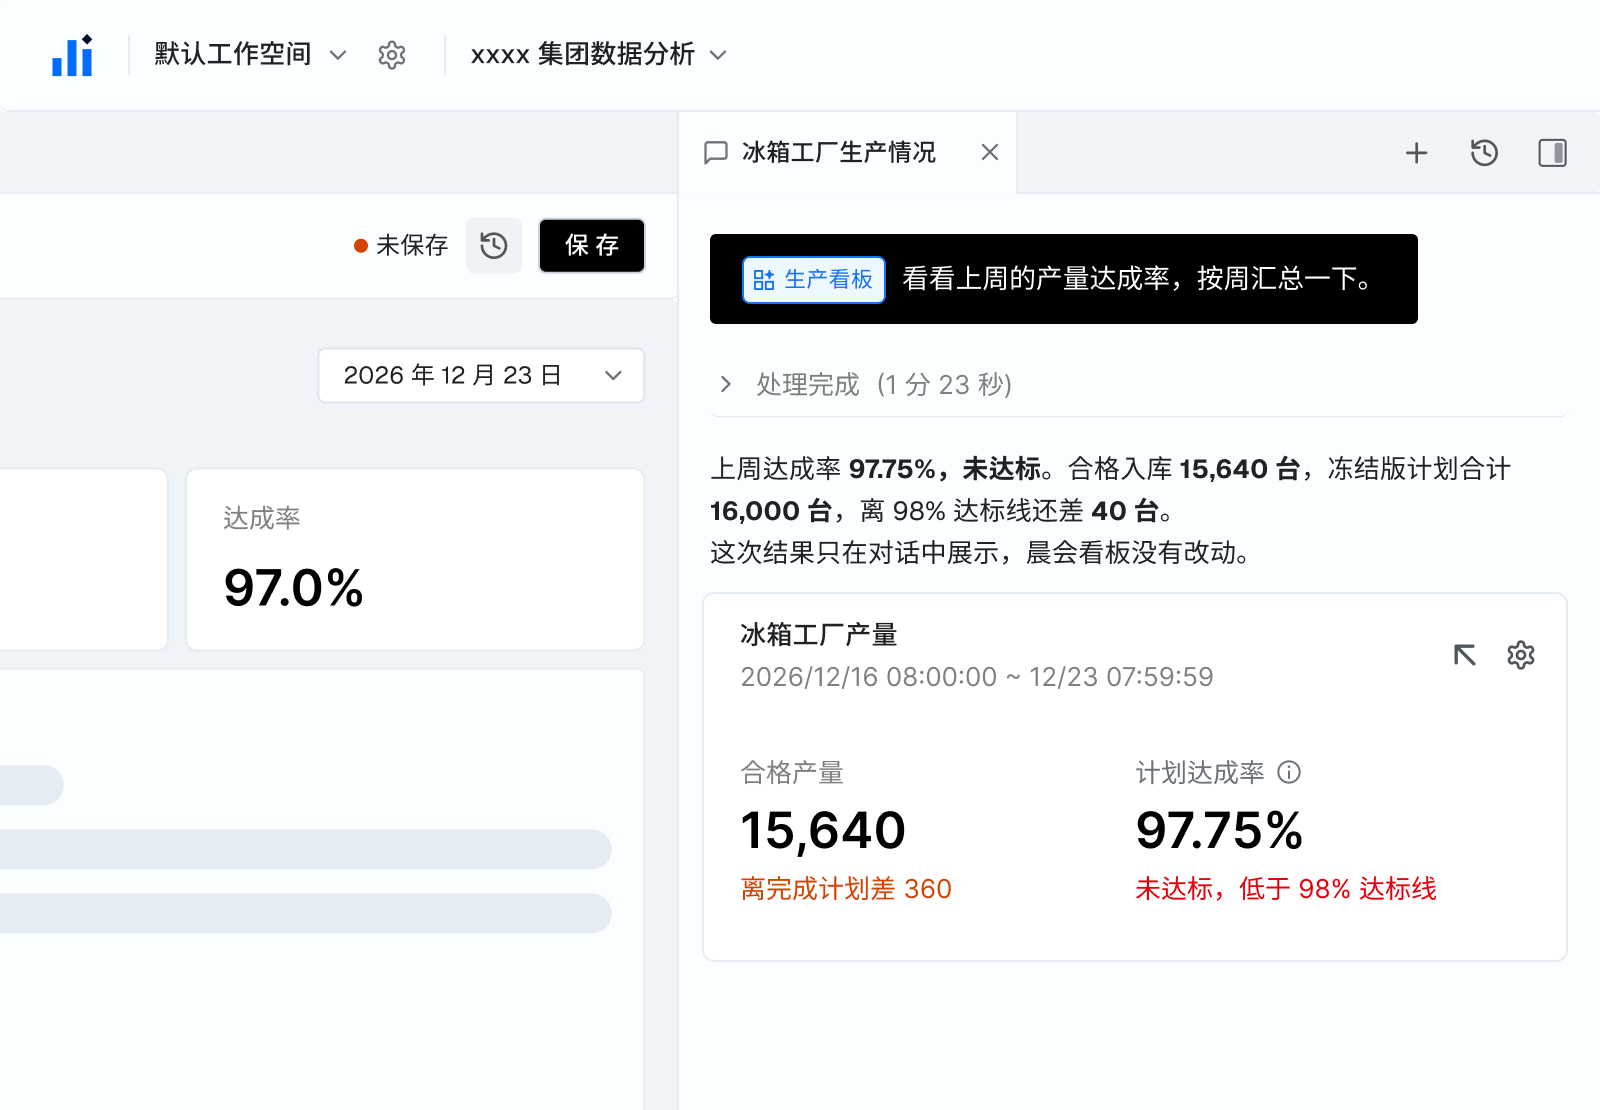 默认工作空间
xxxx 集团数据分析
未保存
保存
2026 年 12 月 23 日
达成率
97.0%
冰箱工厂生产情况
生产看板 看看上周的产量达成率，按周汇总一下。
处理完成（1 分 23 秒）
上周达成率 97.75%，未达标。合格入库 15,640 台，冻结版计划合计
16,000 台，离 98% 达标线还差 40 台。
这次结果只在对话中展示，晨会看板没有改动。
冰箱工厂产量
2026/12/16 08:00:00 ~ 12/23 07:59:59
合格产量
15,640
离完成计划差 360
计划达成率
97.75%
未达标，低于 98% 达标线